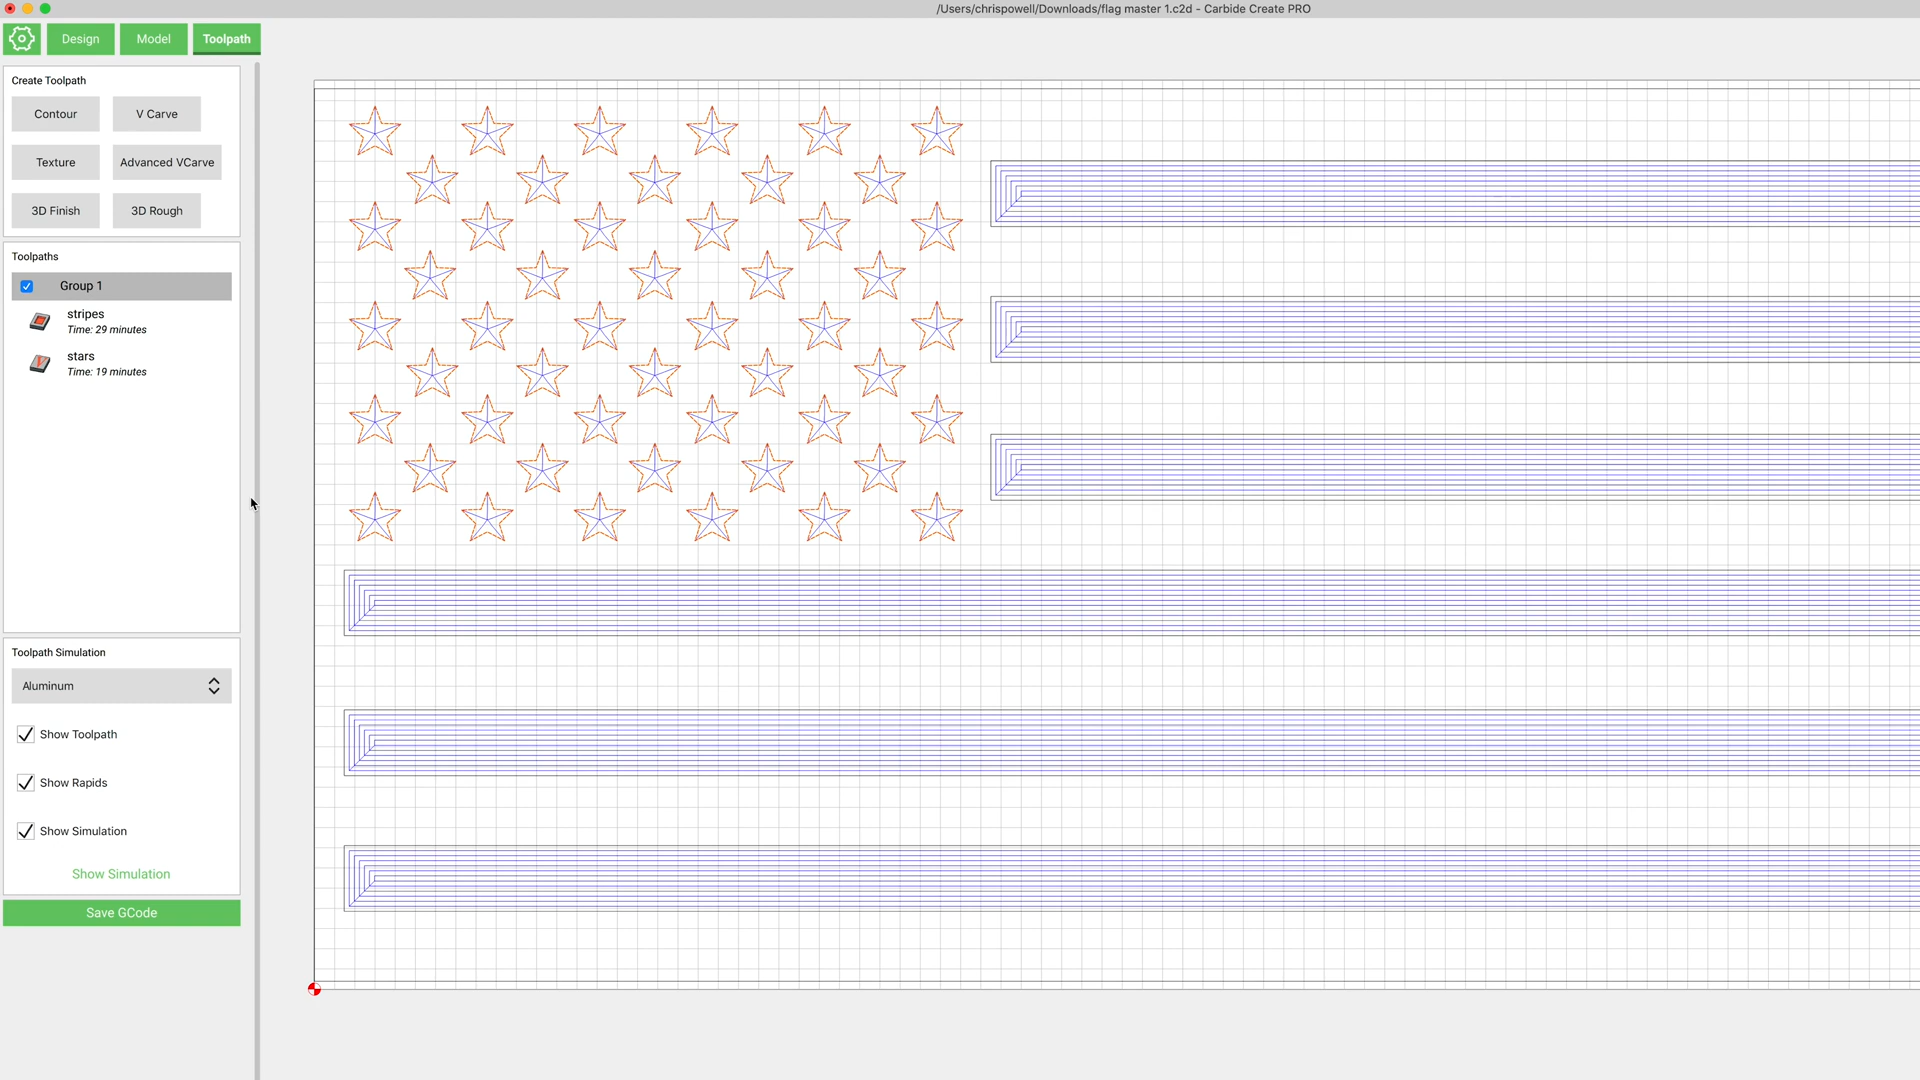 /Users/chrispowell/Downloads/flag master 1.c2d - Carbide Create PRO
Design
Model
Toolpath
Create Toolpath
Contour
V Carve
Texture
Advanced VCarve
3D Finish
3D Rough
Toolpaths
Group 1
stripes
Time: 29 minutes
stars
Time: 19 minutes
Toolpath Simulation
Aluminum
Show Toolpath
Show Rapids
Show Simulation
Show Simulation
Save GCode